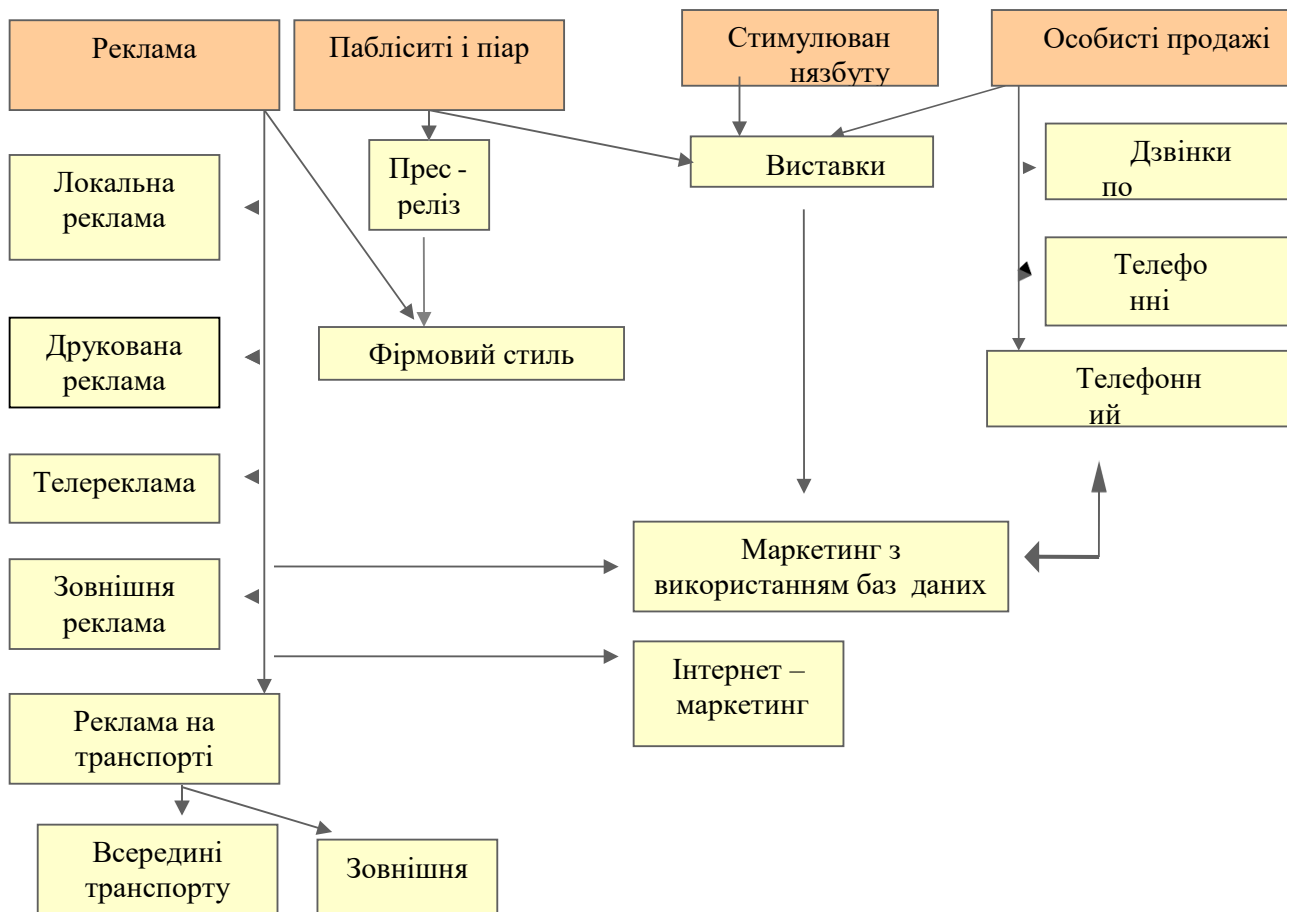 Реклама
Пабліситі і піар
Стимулюван
нязбуту
Особисті продажі
Локальна
реклама
Прес -
реліз
Виставки
Дзвінки
по
Друкована
реклама
Фірмовий стиль
Телефо
нні
Телефонн
ий
Телереклама
Зовнішня
реклама
Маркетинг з
використанням баз даних
Інтернет –
маркетинг
Реклама на
транспорті
Всередині
транспорту
Зовнішня